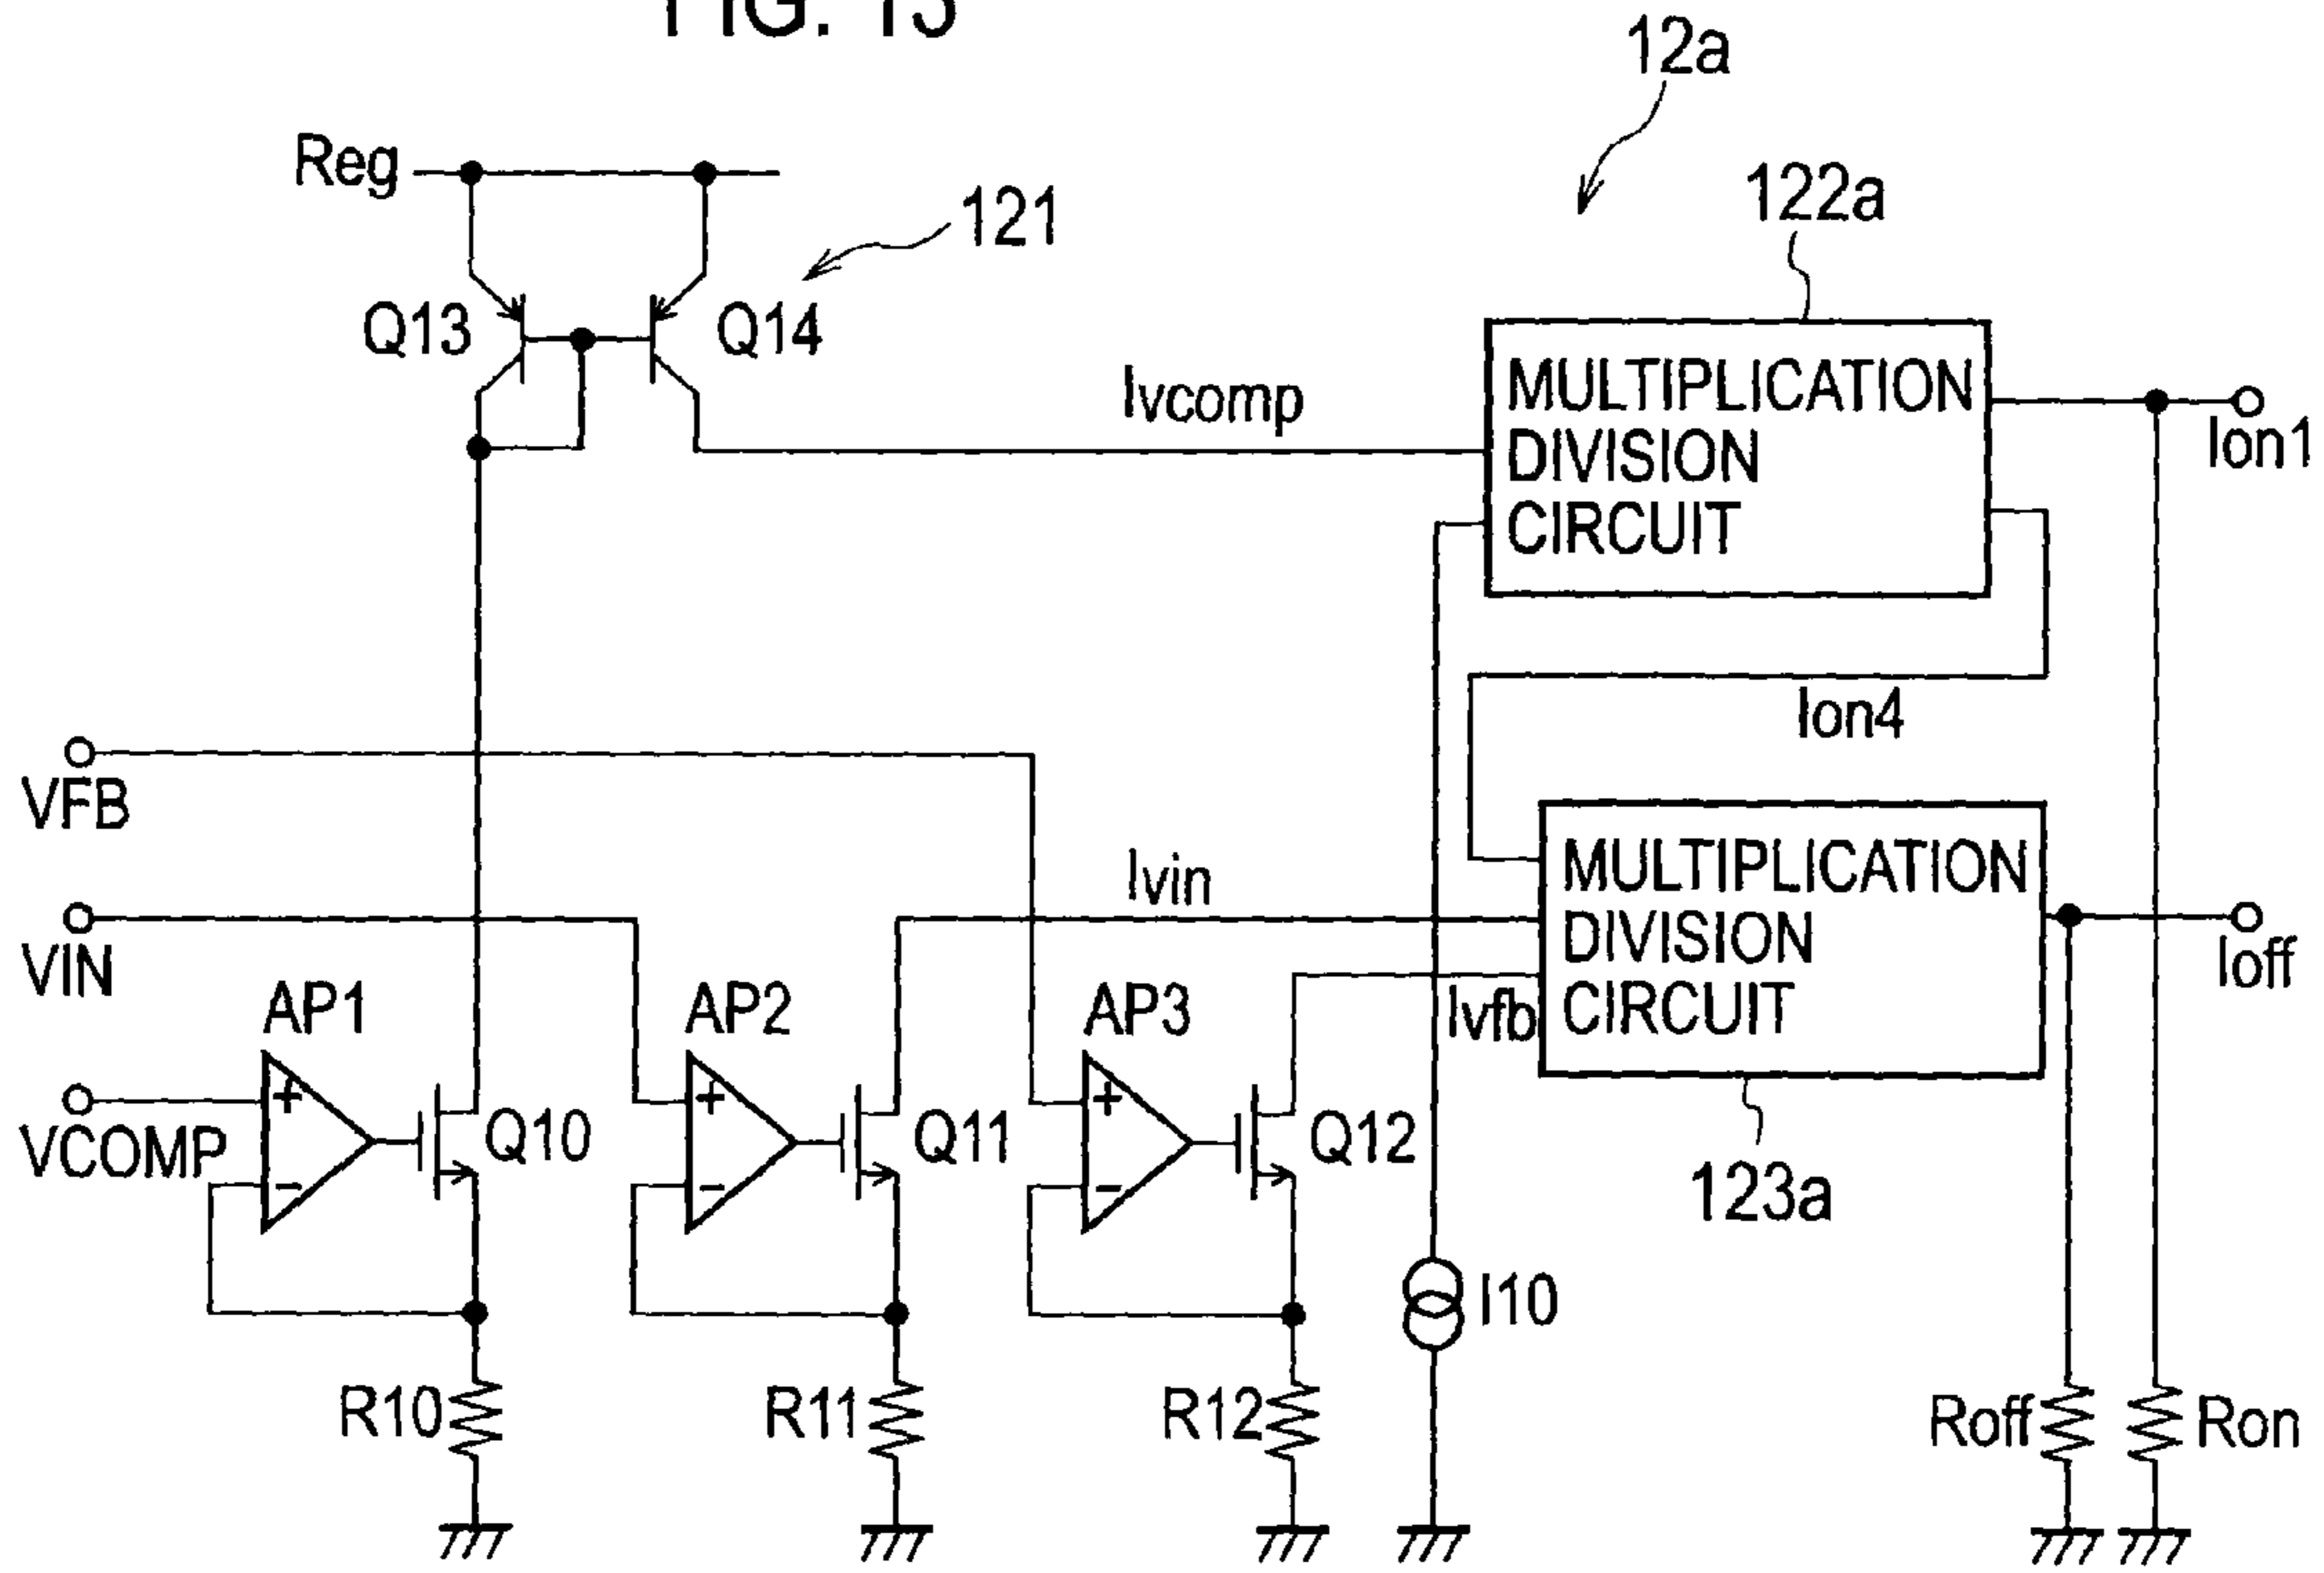 FIG. 15
12a
Reg
121
122a
Q13
Q14
Ivcomp
MULTIPLICATION
DIVISION
CIRCUIT
Ion1
Ion4
VFB
Ivin
MULTIPLICATION
DIVISION
CIRCUIT
VIN
Ioff
AP1
AP2
AP3
Ivfb
+
+
+
VCOMP
Q10
Q11
Q12
-
-
-
123a
I10
R10
R11
R12
Roff
Ron